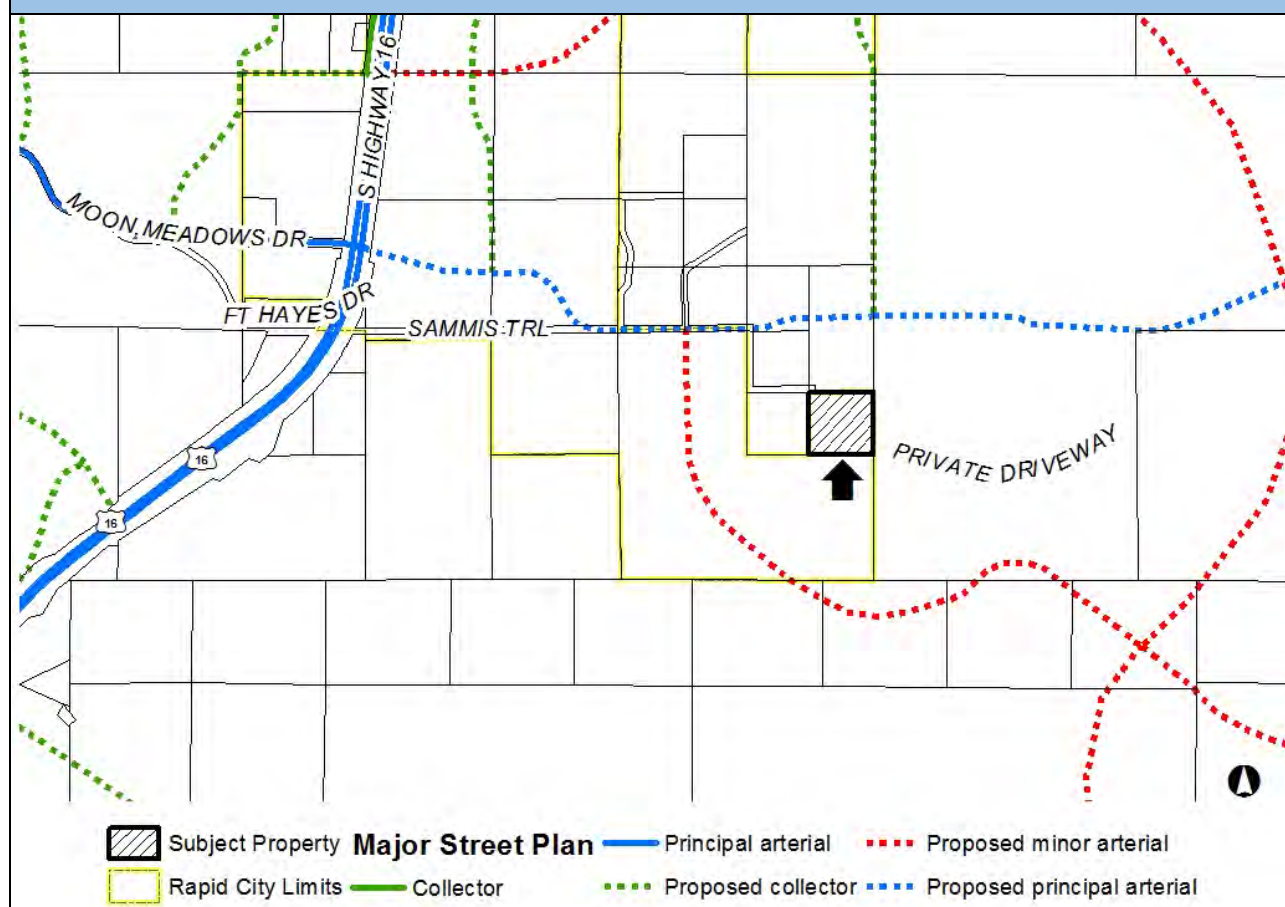 S HIGHWAY 16
MOON MEADOWS DR
FT HAYES DR
SAMMIS TRL
PRIVATE DRIVEWAY
16
16
Subject Property
Major Street Plan
Principal arterial
Proposed minor arterial
Rapid City Limits
Collector
Proposed collector
Proposed principal arterial